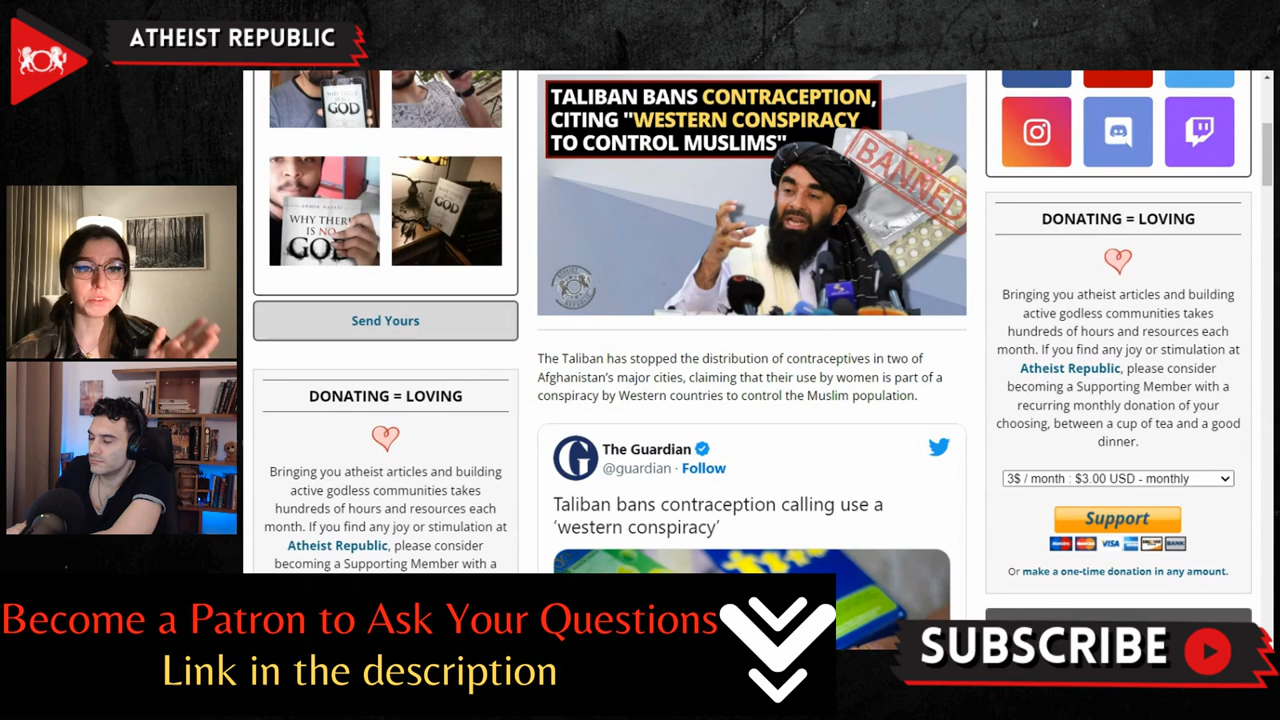 ATHEIST REPUBLIC
GOD
GOD
WHY THERE
IS NO
GOD
GOD
Send Yours
DONATING = LOVING
Bringing you atheist articles and building
active godless communities takes
hundreds of hours and resources each
month. If you find any joy or stimulation at
Atheist Republic, please consider
becoming a Supporting Member with a
TALIBAN BANS CONTRACEPTION,
CITING "WESTERN CONSPIRACY
TO CONTROL MUSLIMS"
BANNED
The Taliban has stopped the distribution of contraceptives in two of
Afghanistan's major cities, claiming that their use by women is part of a
conspiracy by Western countries to control the Muslim population.
The Guardian
@guardian · Follow
Taliban bans contraception calling use a
'western conspiracy'
DONATING = LOVING
Bringing you atheist articles and building
active godless communities takes
hundreds of hours and resources each
month. If you find any joy or stimulation at
Atheist Republic, please consider
becoming a Supporting Member with a
recurring monthly donation of your
choosing, between a cup of tea and a good
dinner.
3$ / month : $3.00 USD - monthly
Support
VISA
BANK
Or make a one-time donation in any amount.
Become a Patron to Ask Your Questions
Link in the description
SUBSCRIBE